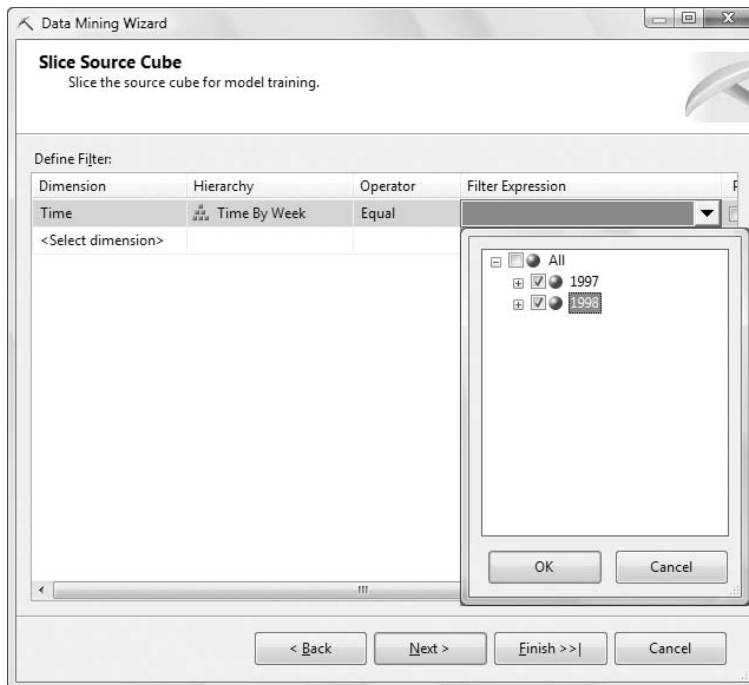 Data Mining Wizard
Slice Source Cube
Slice the source cube for model training.
Define Filter:
Dimension Hierarchy Operator Filter Expression
Time Time By Week Equal
<Select dimension>
All
1997
1998
OK Cancel
< Back Next > Finish >>| Cancel